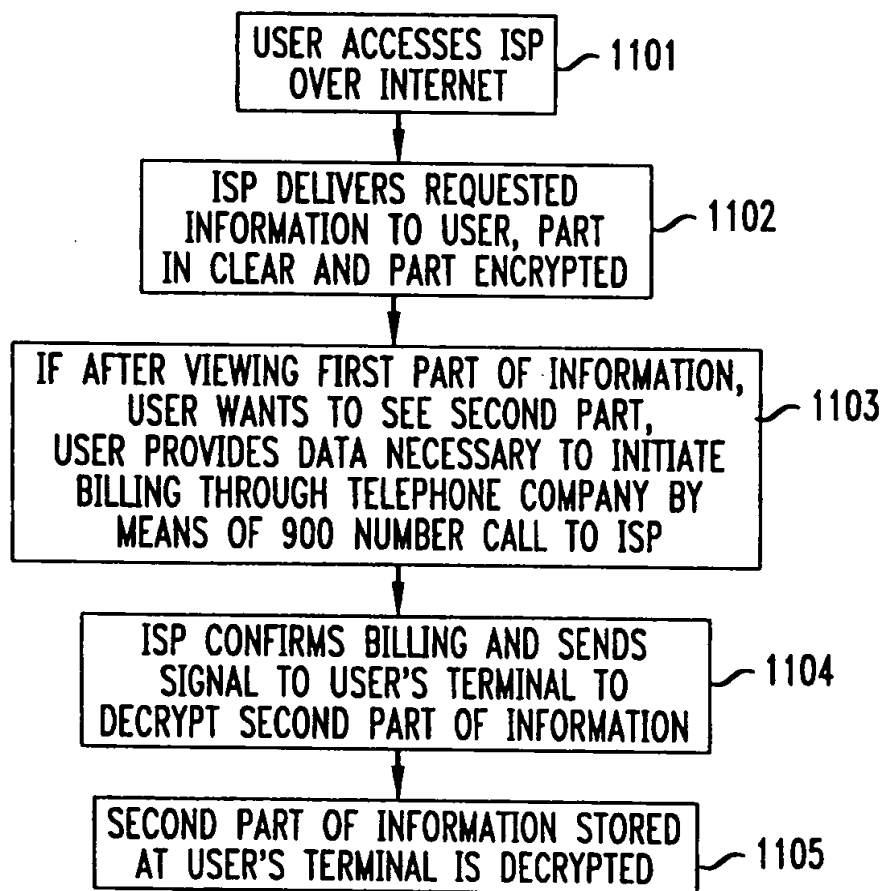 USER ACCESSES ISP
OVER INTERNET
1101
ISP DELIVERS REQUESTED
INFORMATION TO USER, PART
IN CLEAR AND PART ENCRYPTED
1102
IF AFTER VIEWING FIRST PART OF INFORMATION,
USER WANTS TO SEE SECOND PART,
USER PROVIDES DATA NECESSARY TO INITIATE
BILLING THROUGH TELEPHONE COMPANY BY
MEANS OF 900 NUMBER CALL TO ISP
1103
ISP CONFIRMS BILLING AND SENDS
SIGNAL TO USER'S TERMINAL TO
DECRYPT SECOND PART OF INFORMATION
1104
SECOND PART OF INFORMATION STORED
AT USER'S TERMINAL IS DECRYPTED
1105